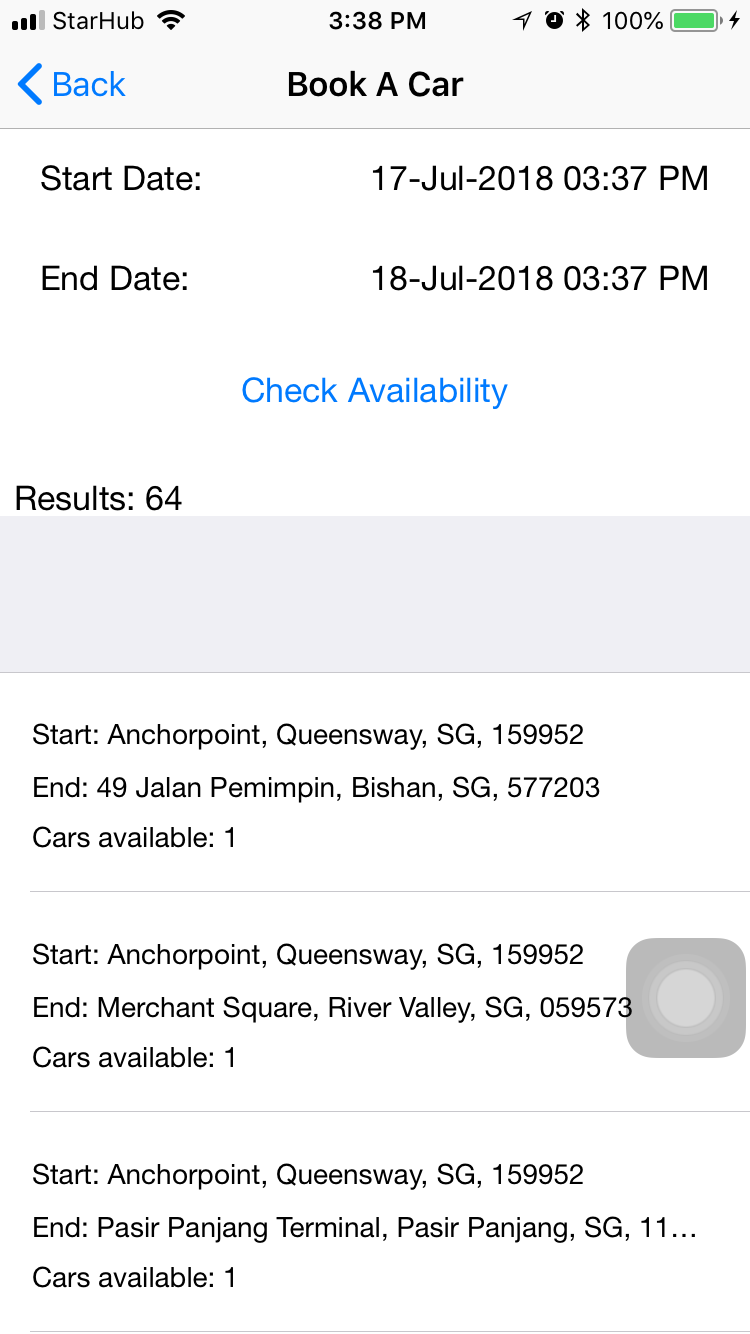 StarHub 3:38 PM 100%
Back Book A Car
Start Date: 17-Jul-2018 03:37 PM
End Date: 18-Jul-2018 03:37 PM
Check Availability
Results: 64
Start: Anchorpoint, Queensway, SG, 159952
End: 49 Jalan Pemimpin, Bishan, SG, 577203
Cars available: 1
Start: Anchorpoint, Queensway, SG, 159952
End: Merchant Square, River Valley, SG, 059573
Cars available: 1
Start: Anchorpoint, Queensway, SG, 159952
End: Pasir Panjang Terminal, Pasir Panjang, SG, 11...
Cars available: 1